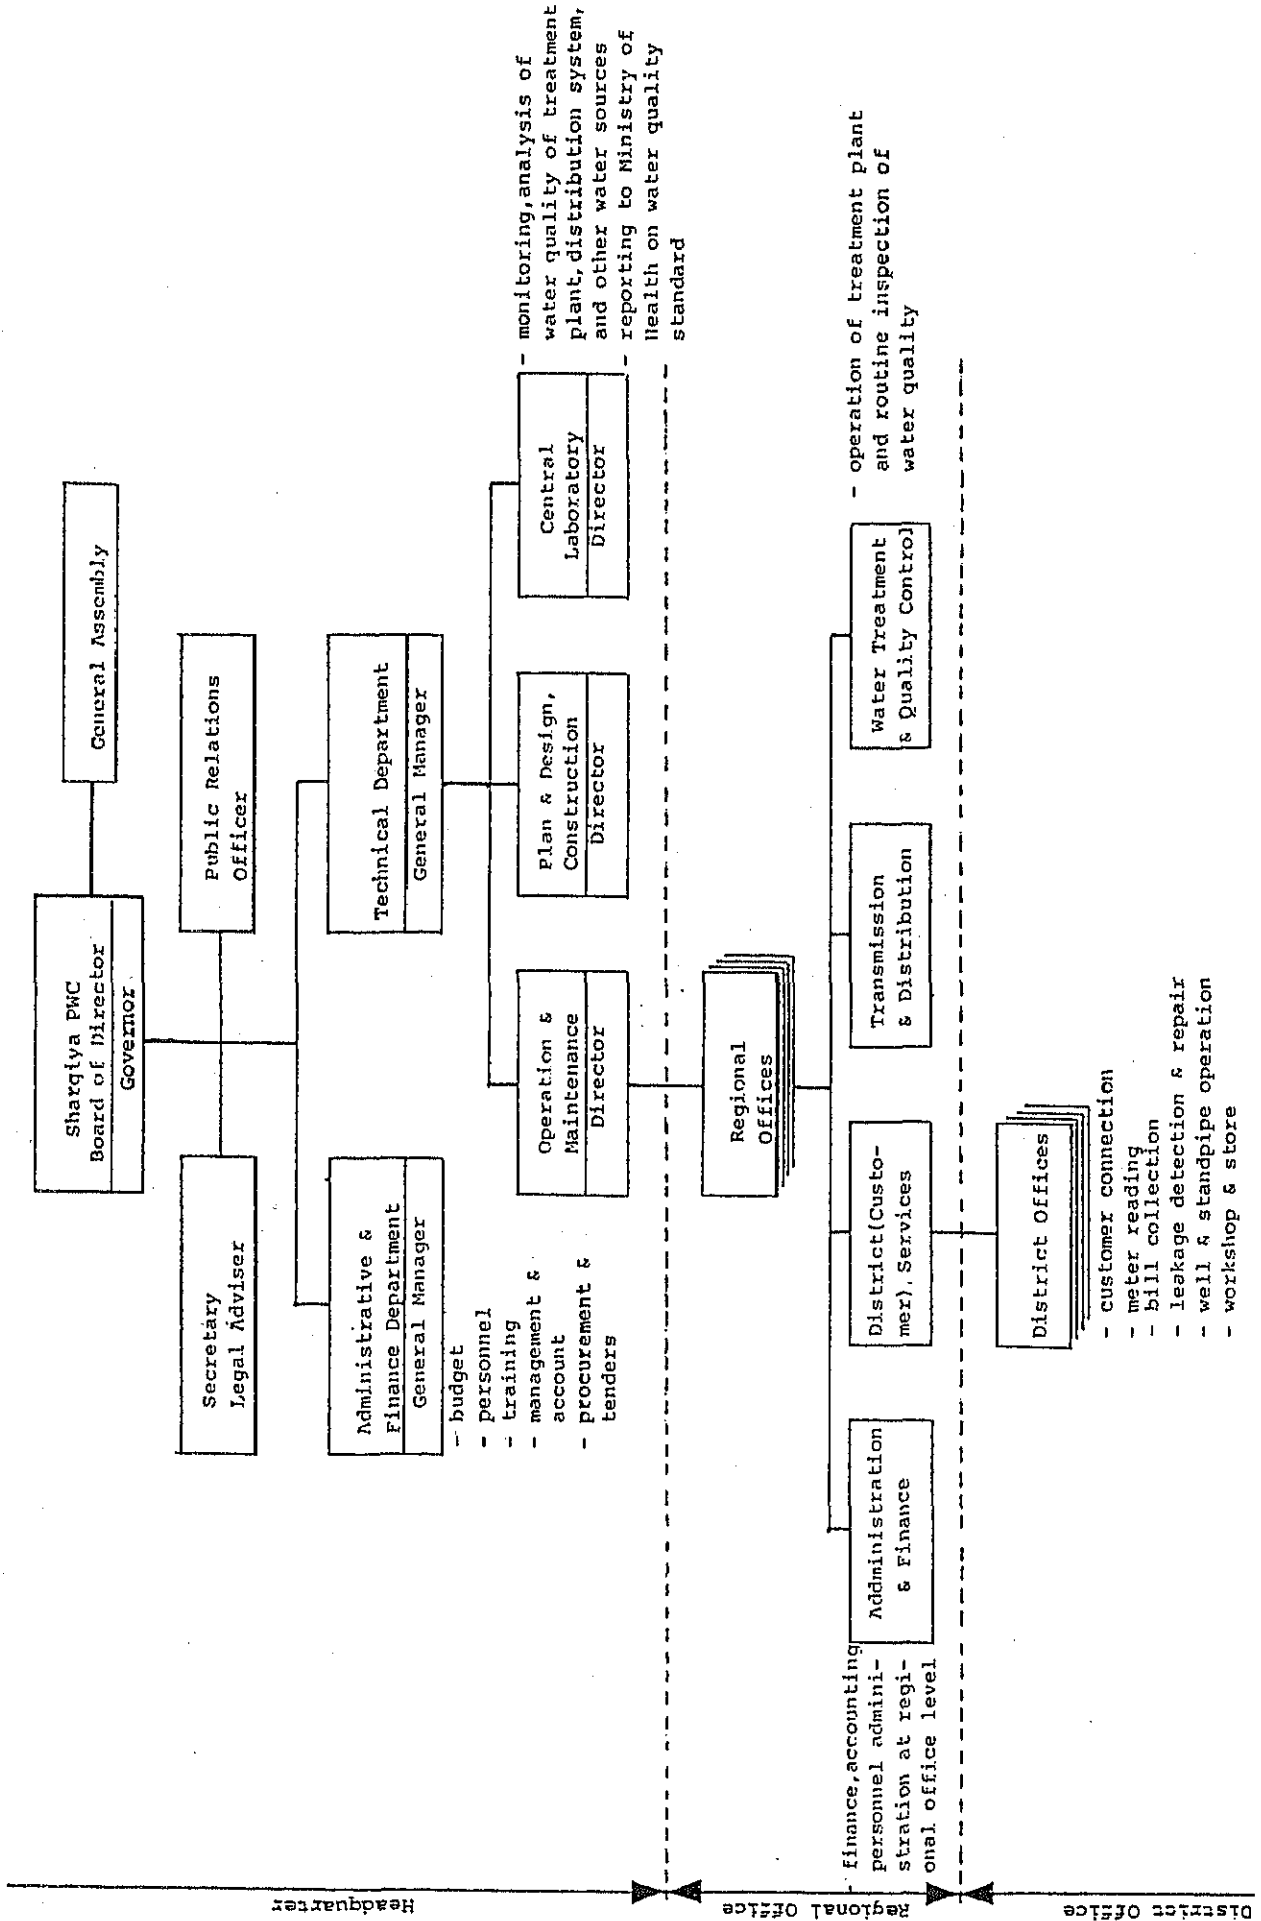 Sharqiya PWC
Board of Director
Governor
General Assembly
Secretary
Legal Adviser
Public Relations
Officer
Administrative &
Finance Department
General Manager
- budget
- personnel
- training
- management &
account
- procurement &
tenders
Technical Department
General Manager
Operation &
Maintenance
Director
Plan & Design,
Construction
Director
Central
Laboratory
Director
- monitoring,analysis of
water quality of treatment
plant,distribution system,
and other water sources
- reporting to Ministry of
Health on water quality
standard
Headquarter
Regional
Offices
Addministration
& Finance
finance,accounting
personnel admini-
stration at regi-
onal office level
District(Custo-
mer),Services
Transmission
& Distribution
Water Treatment
& Quality Control
- operation of treatment plant
and routine inspection of
water quality
Regional Office
District Offices
- customer connection
- meter reading
- bill collection
- leakage detection & repair
- well & standpipe operation
- workshop & store
District Office